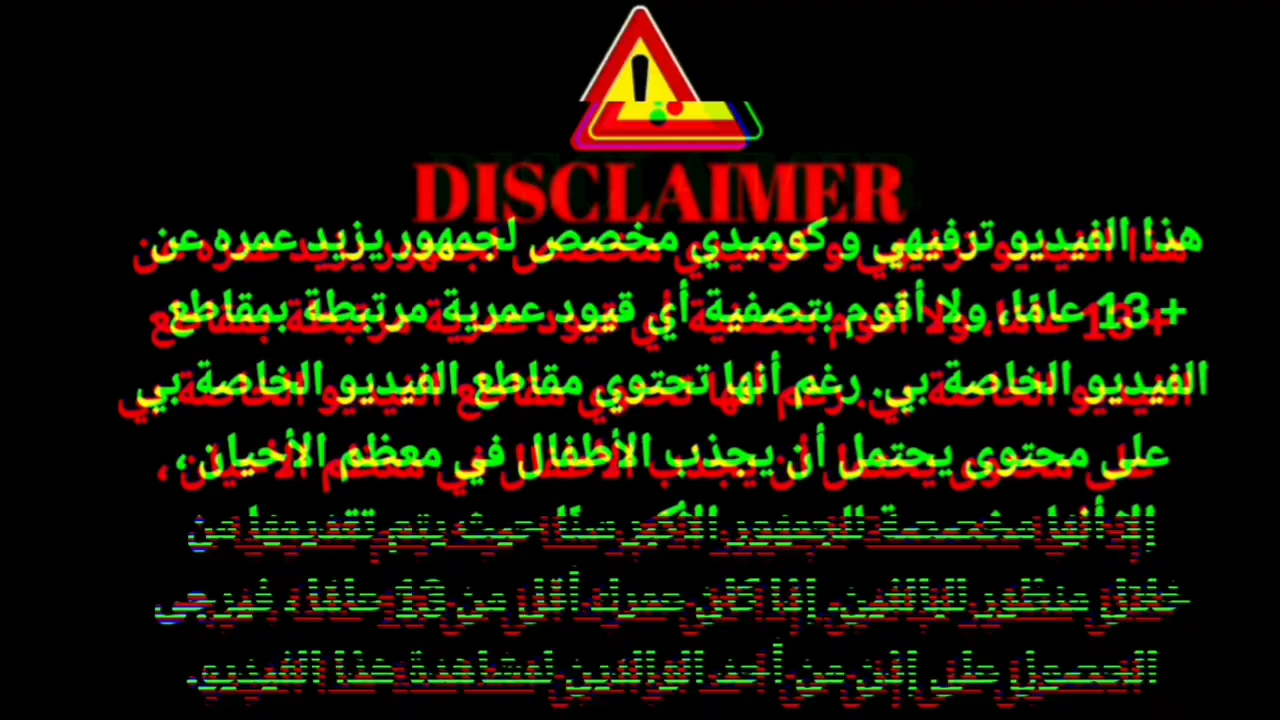 DISCLAIMER
هذا الفيديو ترفيهي و كوميدي مخصص لجمهور يزيد عمره عن
+13 عامًا، ولا أقوم بتصفية أي قيود عمرية مرتبطة بمقاطع
الفيديو الخاصة بي. رغم أنها تحتوي مقاطع الفيديو الخاصة بي
على محتوى يحتمل أن يجذب الأطفال في معظم الأحيان ،
إلا أنها مخصصة للجمهور الأكبر سنًا حيث يتم تقديمها من
خلال منظور البالغين. إذا كان عمرك أقل من 13 عامًا ، فيرجى
الحصول على إذن من أحد الوالدين لمشاهدة هذا الفيديو.